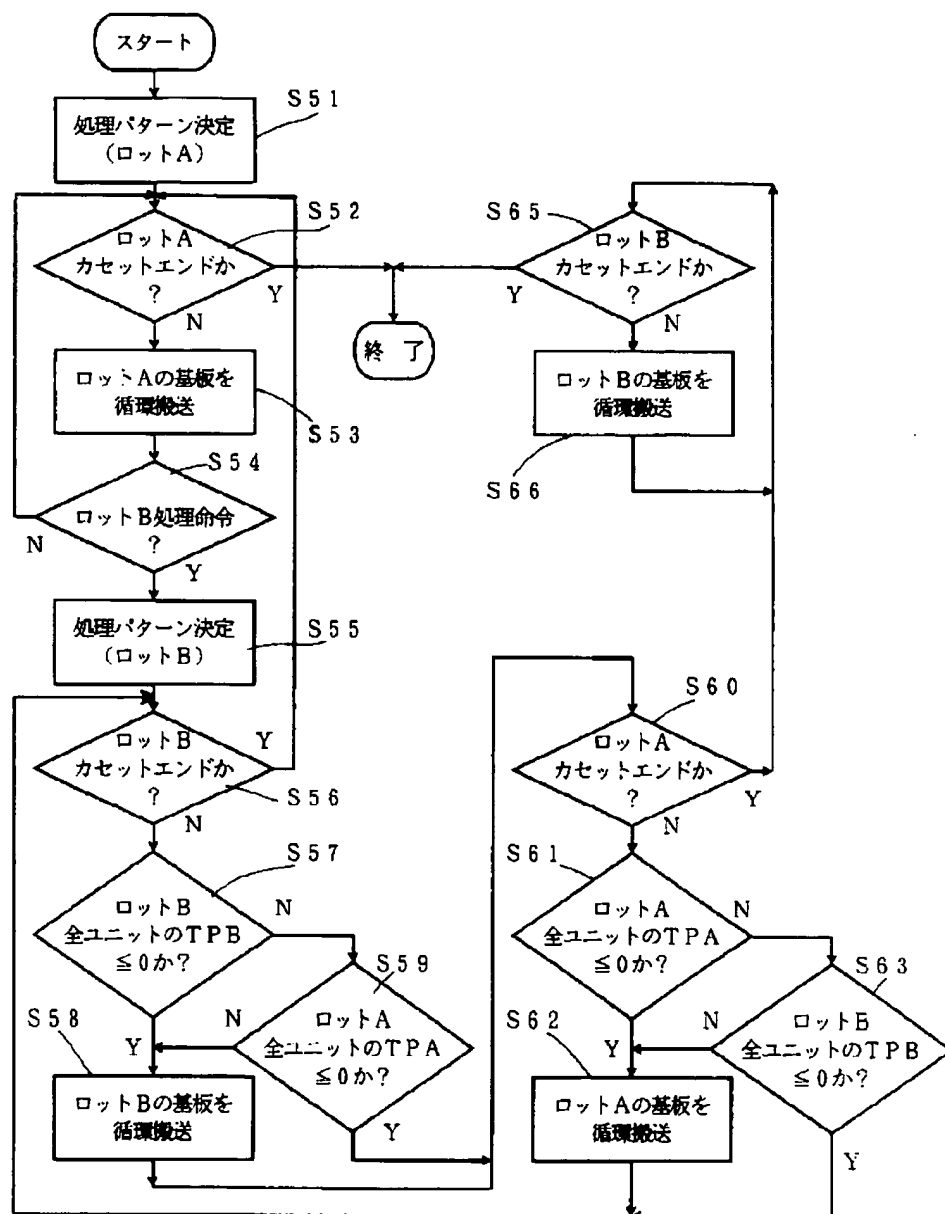 スタート
S51
処理パターン決定
(ロットA)
S52
ロットA
カセットエンドか
?
Y
N
ロットAの基板を
循環搬送
S53
S54
ロットB処理命令
?
N
Y
処理パターン決定
(ロットB)
S55
ロットB
カセットエンドか
?
Y
S56
N
S57
ロットB
全ユニットのTPB
≦0か?
N
Y
S58
ロットBの基板を
循環搬送
S59
ロットA
全ユニットのTPA
≦0か?
N
Y
終 了
S65
ロットB
カセットエンドか
?
Y
N
ロットBの基板を
循環搬送
S66
S60
ロットA
カセットエンドか
?
Y
N
S61
ロットA
全ユニットのTPA
≦0か?
N
Y
S62
ロットAの基板を
循環搬送
S63
ロットB
全ユニットのTPB
≦0か?
N
Y